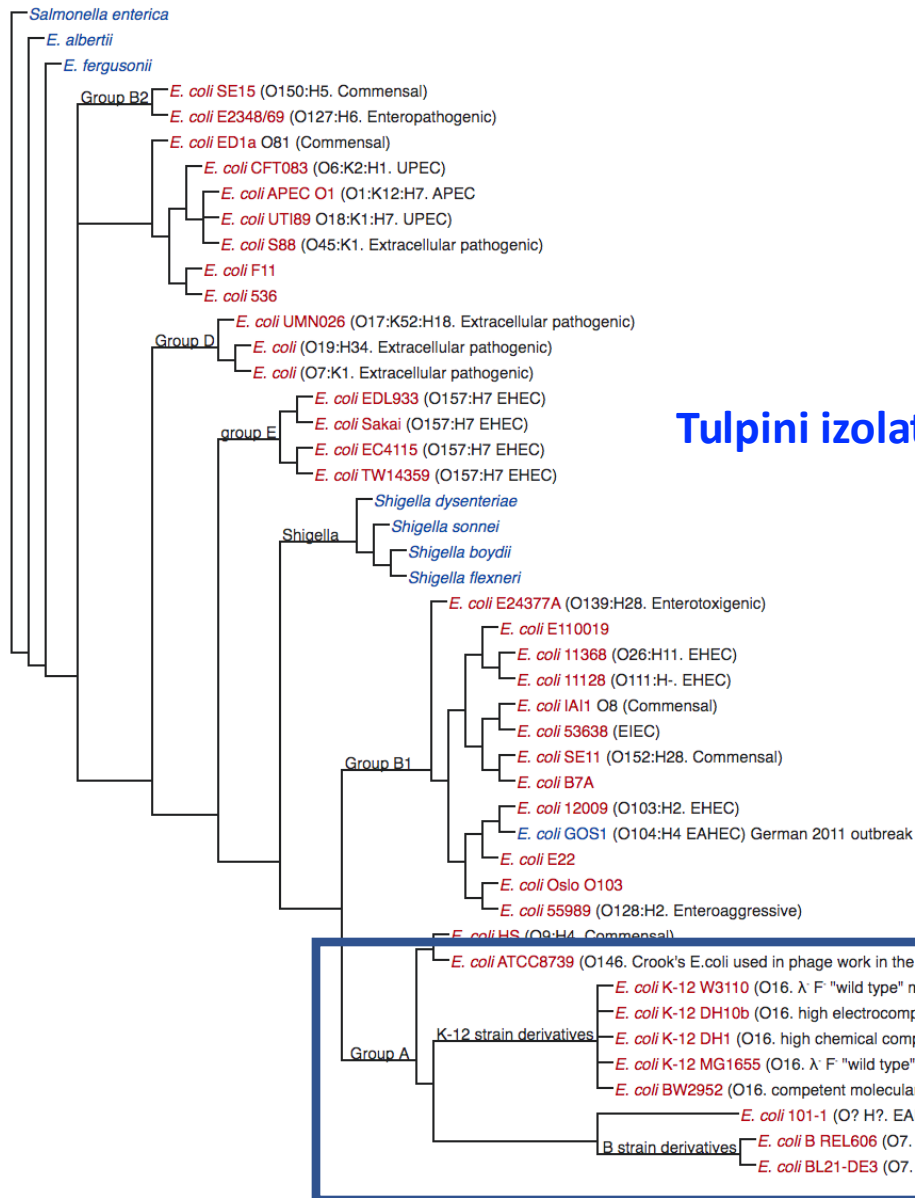 Salmonella enterica
E. albertii
E. fergusonii
Group B2
E. coli SE15 (O150:H5. Commensal)
E. coli E2348/69 (O127:H6. Enteropathogenic)
E. coli ED1a O81 (Commensal)
E. coli CFT083 (O6:K2:H1. UPEC)
E. coli APEC O1 (O1:K12:H7. APEC
E. coli UTI89 O18:K1:H7. UPEC)
E. coli S88 (O45:K1. Extracellular pathogenic)
E. coli F11
E. coli 536
E. coli UMN026 (O17:K52:H18. Extracellular pathogenic)
Group D
E. coli (O19:H34. Extracellular pathogenic)
E. coli (O7:K1. Extracellular pathogenic)
E. coli EDL933 (O157:H7 EHEC)
E. coli Sakai (O157:H7 EHEC)
group E
E. coli EC4115 (O157:H7 EHEC)
E. coli TW14359 (O157:H7 EHEC)
Tulpini izolat
Shigella dysenteriae
Shigella sonnei
Shigella
Shigella boydii
Shigella flexneri
E. coli E24377A (O139:H28. Enterotoxigenic)
E. coli E110019
E. coli 11368 (O26:H11. EHEC)
E. coli 11128 (O111:H-. EHEC)
E. coli IAI1 O8 (Commensal)
E. coli 53638 (EIEC)
E. coli SE11 (O152:H28. Commensal)
Group B1
E. coli B7A
E. coli 12009 (O103:H2. EHEC)
E. coli GOS1 (O104:H4 EAHEC) German 2011 outbreak
E. coli E22
E. coli Oslo O103
E. coli 55989 (O128:H2. Enteroaggressive)
E. coli HS (O9:H4. Commensal)
E. coli ATCC8739 (O146. Crook's E.coli used in phage work in the
E. coli K-12 W3110 (O16. λ- F- "wild type" m
E. coli K-12 DH10b (O16. high electrocomp
K-12 strain derivatives
E. coli K-12 DH1 (O16. high chemical comp
Group A
E. coli K-12 MG1655 (O16. λ- F- "wild type"
E. coli BW2952 (O16. competent molecular
E. coli 101-1 (O? H?. EA
E. coli B REL606 (O7.
B strain derivatives
E. coli BL21-DE3 (O7.